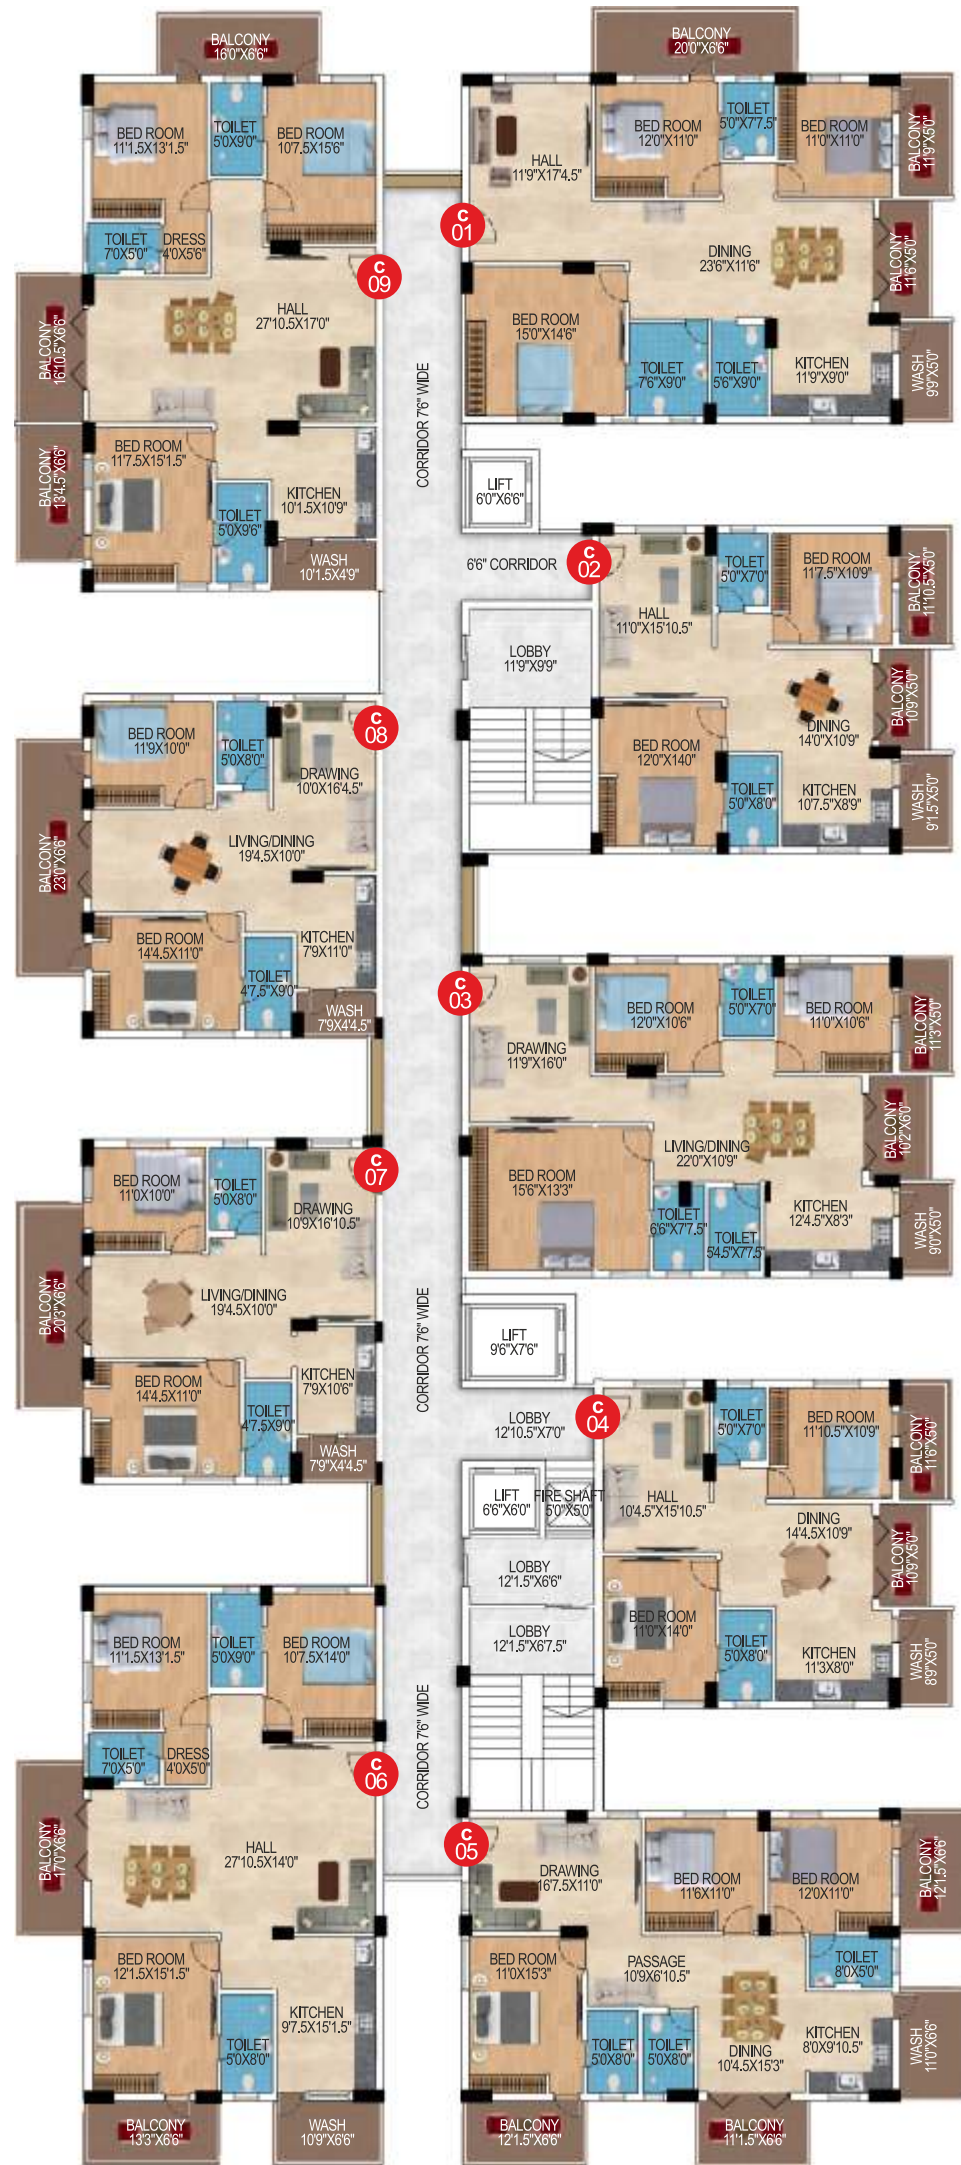 BALCONY
16'0"X6'6"
BED ROOM
11'1.5X13'1.5"
TOILET
5'0X9'0"
BED ROOM
10'7.5X15'6"
TOILET
7'0X5'0"
DRESS
4'0X5'6"
C
09
HALL
27'10.5X17'0"
BALCONY
16'10.5"X6'6"
BALCONY
13'4.5"X6'6"
BED ROOM
11'7.5X15'1.5"
TOILET
5'0X9'6"
KITCHEN
10'1.5X10'9"
WASH
10'1.5X4'9"
CORRIDOR 7'6" WIDE
BALCONY
20'0"X6'6"
HALL
11'9"X17'4.5"
BED ROOM
12'0"X11'0"
TOILET
5'0"X7'7.5"
BED ROOM
11'0"X11'0"
BALCONY
11'9"X5'0"
C
01
DINING
23'6"X11'6"
BALCONY
11'6"X5'0"
BED ROOM
15'0"X14'6"
TOILET
7'6"X9'0"
TOILET
5'6"X9'0"
KITCHEN
11'9"X9'0"
WASH
9'9"X5'0"
LIFT
6'0"X6'6"
6'6" CORRIDOR
C
02
HALL
11'0"X15'10.5"
TOILET
5'0"X7'0"
BED ROOM
11'7.5"X10'9"
BALCONY
11'10.5"X5'0"
LOBBY
11'9"X9'9"
BED ROOM
12'0"X14'0"
DINING
14'0"X10'9"
BALCONY
10'9"X5'0"
TOILET
5'0"X8'0"
KITCHEN
10'7.5"X8'9"
WASH
9'1.5"X5'0"
BED ROOM
11'9X10'0"
TOILET
5'0X8'0"
C
08
DRAWING
10'0X16'4.5"
LIVING/DINING
19'4.5X10'0"
BALCONY
23'0"X6'6"
BED ROOM
14'4.5X11'0"
TOILET
4'7.5"X9'0"
KITCHEN
7'9X11'0"
WASH
7'9X4'4.5"
C
03
DRAWING
11'9"X16'0"
BED ROOM
12'0"X10'6"
TOILET
5'0"X7'0"
BED ROOM
11'0"X10'6"
BALCONY
11'3"X5'0"
LIVING/DINING
22'0"X10'9"
BALCONY
10'2"X6'0"
BED ROOM
15'6"X13'3"
TOILET
6'6"X7'7.5"
TOILET
5'4.5"X7'7.5"
KITCHEN
12'4.5"X8'3"
WASH
9'0"X5'0"
BED ROOM
11'0X10'0"
TOILET
5'0X8'0"
C
07
DRAWING
10'9X16'10.5"
LIVING/DINING
19'4.5X10'0"
BALCONY
20'3"X6'6"
BED ROOM
14'4.5X11'0"
TOILET
4'7.5X9'0"
KITCHEN
7'9X10'6"
WASH
7'9"X4'4.5"
CORRIDOR 7'6" WIDE
LIFT
9'6"X7'6"
LOBBY
12'10.5"X7'0"
C
04
HALL
10'4.5"X15'10.5"
TOILET
5'0"X7'0"
BED ROOM
11'10.5"X10'9"
BALCONY
11'6"X5'0"
LIFT
6'6"X6'0"
FIRE SHAFT
5'0"X5'0"
DINING
14'4.5X10'9"
BALCONY
10'9"X5'0"
LOBBY
12'1.5"X6'6"
LOBBY
12'1.5"X6'7.5"
BED ROOM
11'0"X14'0"
TOILET
5'0X8'0"
KITCHEN
11'3X8'0"
WASH
8'9"X5'0"
BED ROOM
11'1.5X13'1.5"
TOILET
5'0X9'0"
BED ROOM
10'7.5X14'0"
TOILET
7'0X5'0"
DRESS
4'0X5'0"
C
06
HALL
27'10.5X14'0"
BALCONY
17'0"X6'6"
BED ROOM
12'1.5X15'1.5"
TOILET
5'0X8'0"
KITCHEN
9'7.5X15'1.5"
BALCONY
13'3"X6'6"
WASH
10'9"X6'6"
CORRIDOR 7'6" WIDE
C
05
DRAWING
16'7.5X11'0"
BED ROOM
11'6X11'0"
BED ROOM
12'0X11'0"
BALCONY
12'1.5"X6'6"
BED ROOM
11'0X15'3"
PASSAGE
10'9X6'10.5"
TOILET
8'0X5'0"
TOILET
5'0X8'0"
TOILET
5'0X8'0"
DINING
10'4.5X15'3"
KITCHEN
8'0X9'10.5"
WASH
11'0"X6'6"
BALCONY
12'1.5"X6'6"
BALCONY
11'1.5"X6'6"